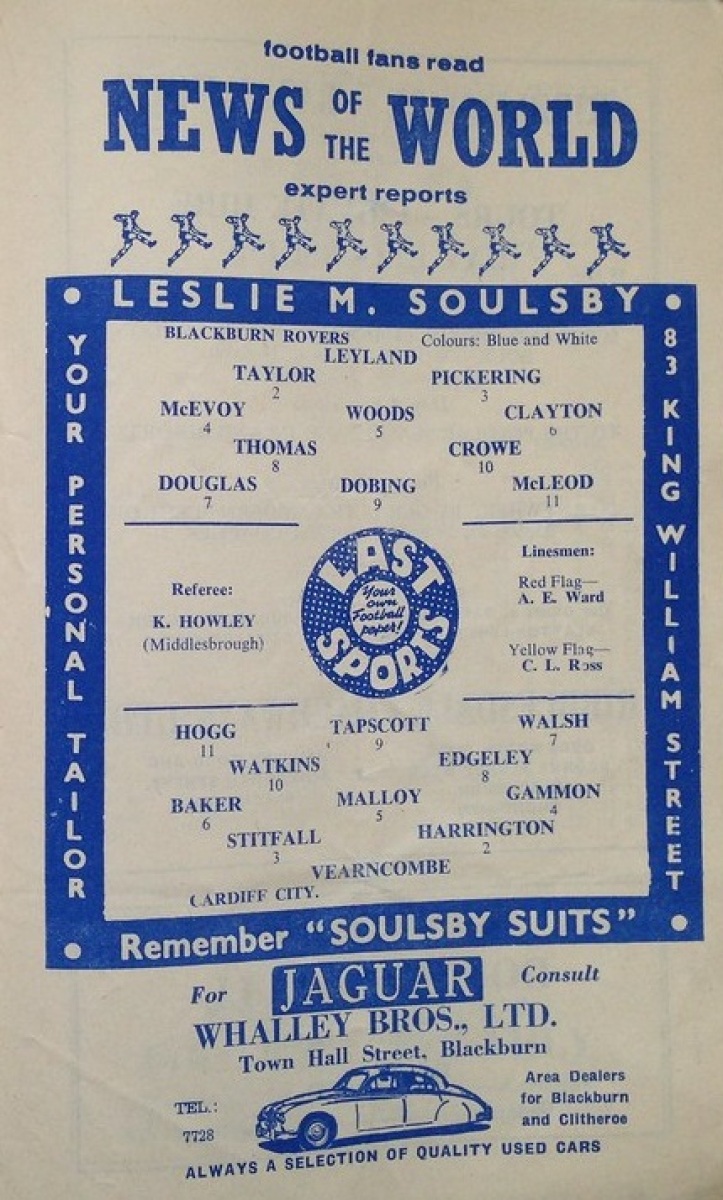 football fans read
NEWS OF THE WORLD
expert reports
• LESLIE M. SOULSBY •
YOUR PERSONAL TAILOR
83 KING WILLIAM STREET
BLACKBURN ROVERS Colours: Blue and White
LEYLAND
TAYLOR PICKERING
2 3
McEVOY WOODS CLAYTON
4 5 6
THOMAS CROWE
8 10
DOUGLAS DOBING McLEOD
7 9 11
Referee:
K. HOWLEY
(Middlesbrough)
LAST SPORTS
Your
own
Football
paper!
Linesmen:
Red Flag—
A. E. Ward
Yellow Flag—
C. L. Ross
HOGG TAPSCOTT WALSH
11 9 7
WATKINS EDGELEY
10 8
BAKER MALLOY GAMMON
6 5 4
STITFALL HARRINGTON
3 2
VEARNCOMBE
CARDIFF CITY.
• Remember "SOULSBY SUITS" •
For JAGUAR Consult
WHALLEY BROS., LTD.
Town Hall Street, Blackburn
TEL.:
7728
Area Dealers
for Blackburn
and Clitheroe
ALWAYS A SELECTION OF QUALITY USED CARS